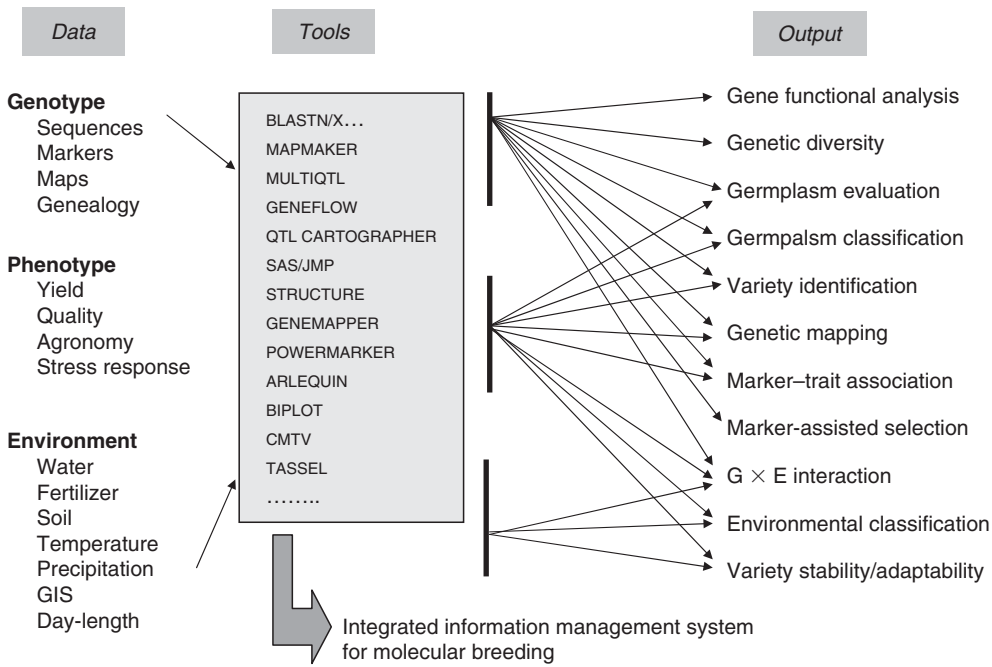 Data
Tools
Output
Genotype
Sequences
Markers
Maps
Genealogy
Phenotype
Yield
Quality
Agronomy
Stress response
Environment
Water
Fertilizer
Soil
Temperature
Precipitation
GIS
Day-length
BLASTN/X...
MAPMAKER
MULTIQTL
GENEFLOW
QTL CARTOGRAPHER
SAS/JMP
STRUCTURE
GENEMAPPER
POWERMARKER
ARLEQUIN
BIPLOT
CMTV
TASSEL
........
Gene functional analysis
Genetic diversity
Germplasm evaluation
Germpalsm classification
Variety identification
Genetic mapping
Marker–trait association
Marker-assisted selection
G × E interaction
Environmental classification
Variety stability/adaptability
Integrated information management system
for molecular breeding